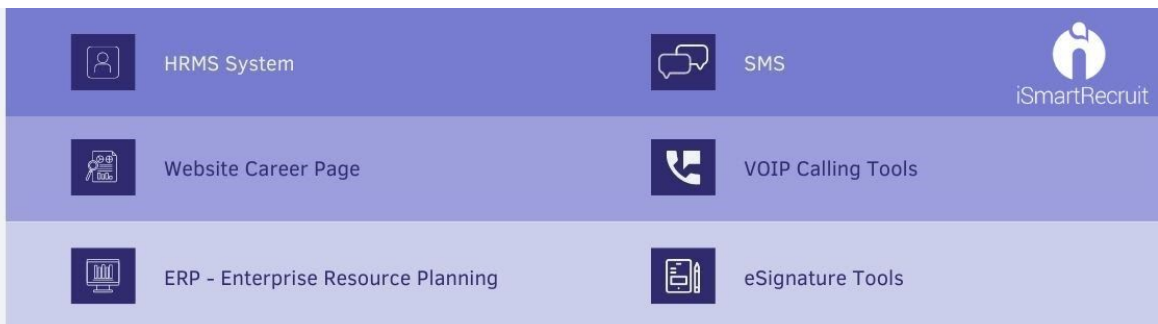 HRMS System
SMS
iSmartRecruit
Website Career Page
VOIP Calling Tools
ERP - Enterprise Resource Planning
eSignature Tools